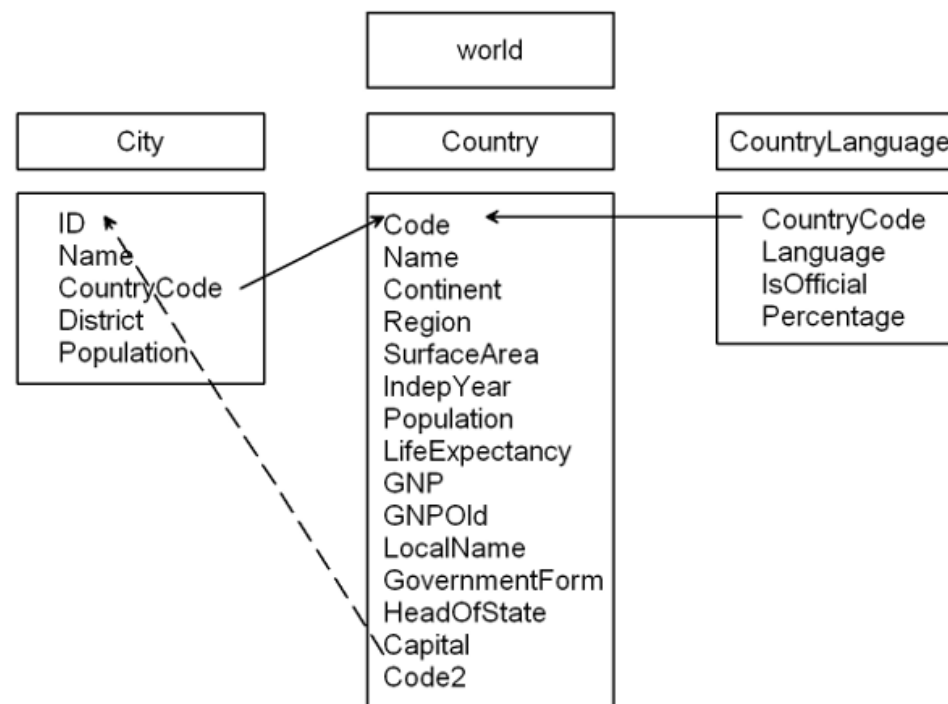 world
City
Country
CountryLanguage
ID
Name
CountryCode
District
Population
Code
Name
Continent
Region
SurfaceArea
IndepYear
Population
LifeExpectancy
GNP
GNPOld
LocalName
GovernmentForm
HeadOfState
Capital
Code2
CountryCode
Language
IsOfficial
Percentage